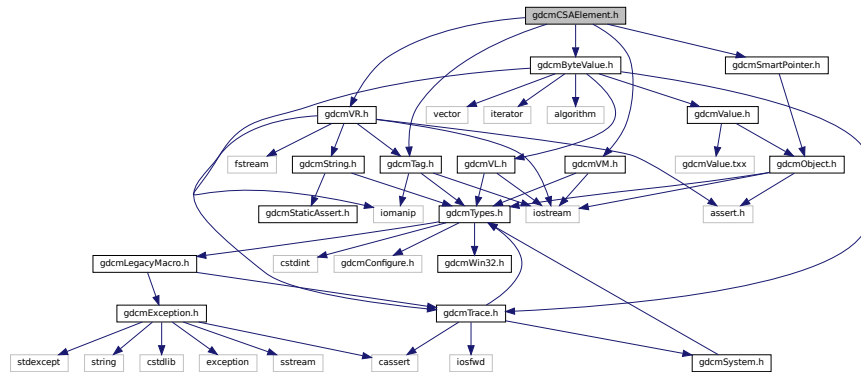 gdcmCSAElement.h
gdcmByteValue.h
gdcmSmartPointer.h
gdcmVR.h
vector
iterator
algorithm
gdcmValue.h
fstream
gdcmString.h
gdcmTag.h
gdcmVL.h
gdcmVM.h
gdcmValue.txx
gdcmObject.h
gdcmStaticAssert.h
iomanip
gdcmTypes.h
iostream
assert.h
gdcmLegacyMacro.h
cstdint
gdcmConfigure.h
gdcmWin32.h
gdcmException.h
gdcmTrace.h
stdexcept
string
cstdlib
exception
sstream
cassert
iosfwd
gdcmSystem.h